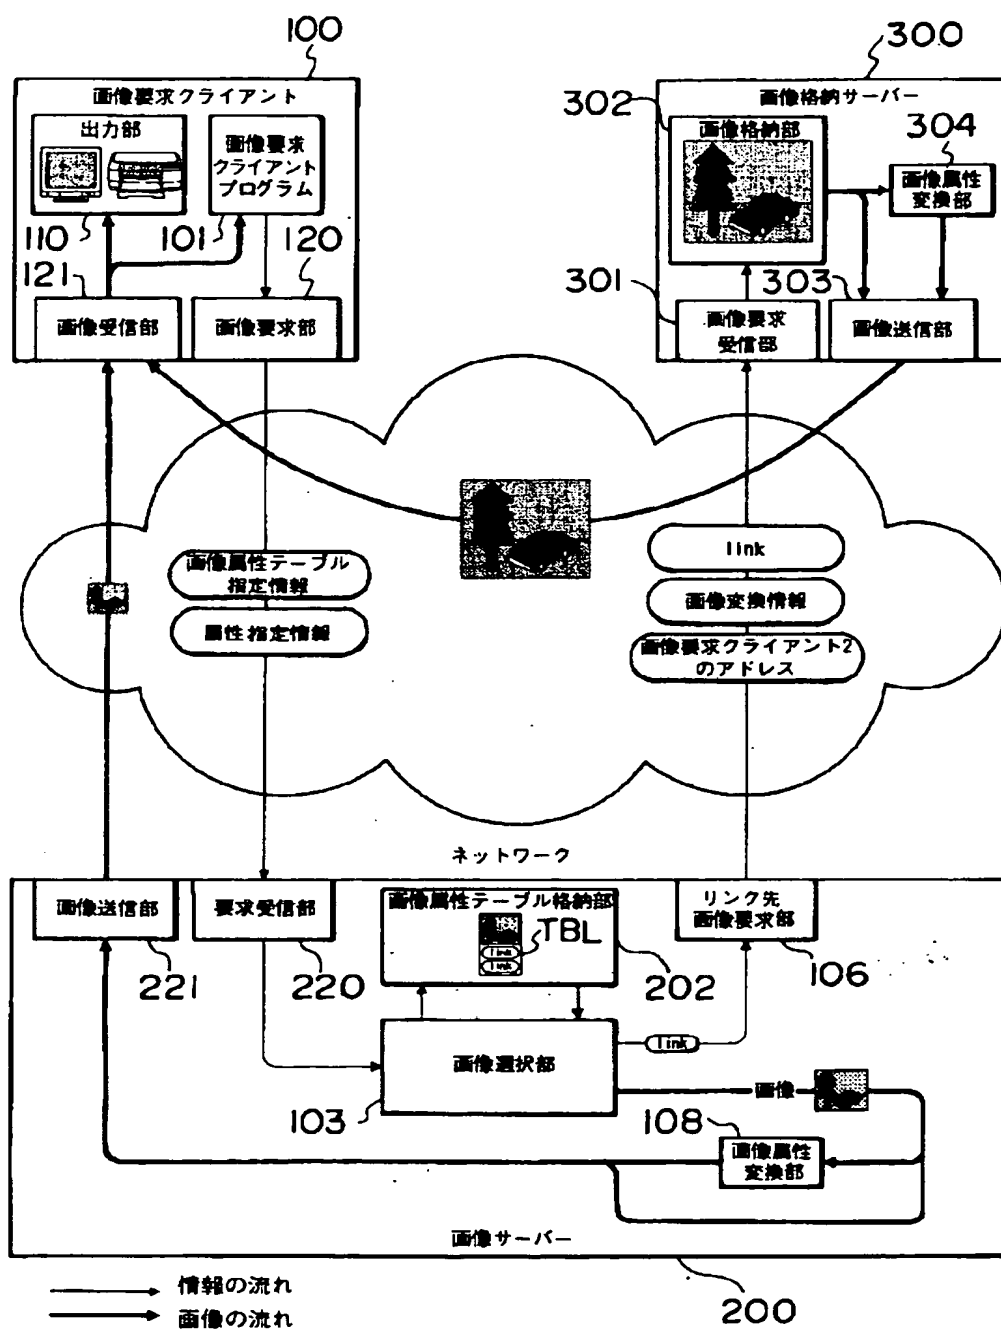 100
画像要求クライアント
出力部
画像要求
クライアント
プログラム
110
101
120
121
画像受信部
画像要求部
300
画像格納サーバー
302
画像格納部
304
画像属性
変換部
301
303
画像要求
受信部
画像送信部
画像属性テーブル
指定情報
属性指定情報
link
画像変換情報
画像要求クライアント2
のアドレス
ネットワーク
画像送信部
要求受信部
画像属性テーブル格納部
TBL
link
link
リンク先
画像要求部
221
220
202
106
画像選択部
link
103
画像
108
画像属性
変換部
画像サーバー
200
情報の流れ
画像の流れ